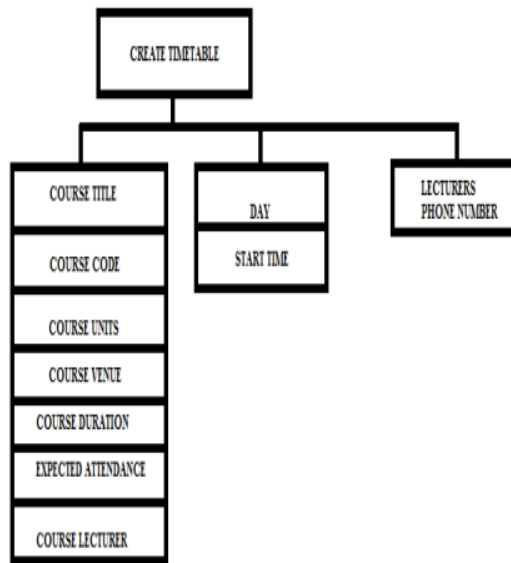 CREATE TIMETABLE
COURSE TITLE
COURSE CODE
COURSE UNITS
COURSE VENUE
COURSE DURATION
EXPECTED ATTENDANCE
COURSE LECTURER
DAY
START TIME
LECTURERS
PHONE NUMBER